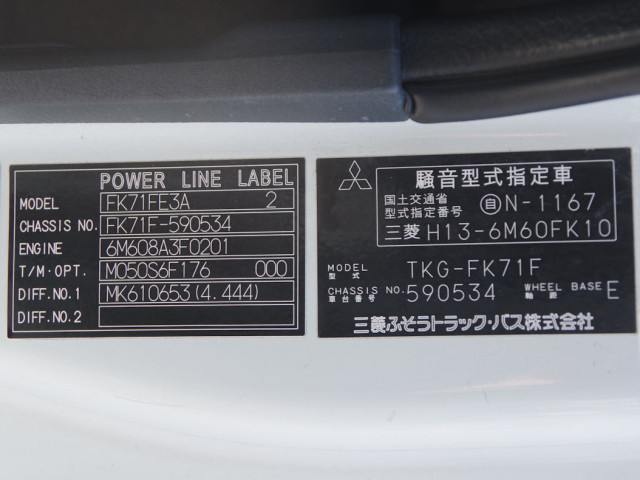 POWER LINE LABEL
MODEL FK71FE3A 2
CHASSIS NO. FK71F-590534
ENGINE 6M608A3F0201
T/M・OPT. M050S6F176 000
DIFF.NO.1 MK610653(4.444)
DIFF.NO.2
騒音型式指定車
国土交通省
型式指定番号 自N-1167
三菱 H13-6M60FK10
MODEL
型式 TKG-FK71F
CHASSIS NO.
車台番号 590534 WHEEL BASE
軸距 E
三菱ふそうトラック・バス株式会社